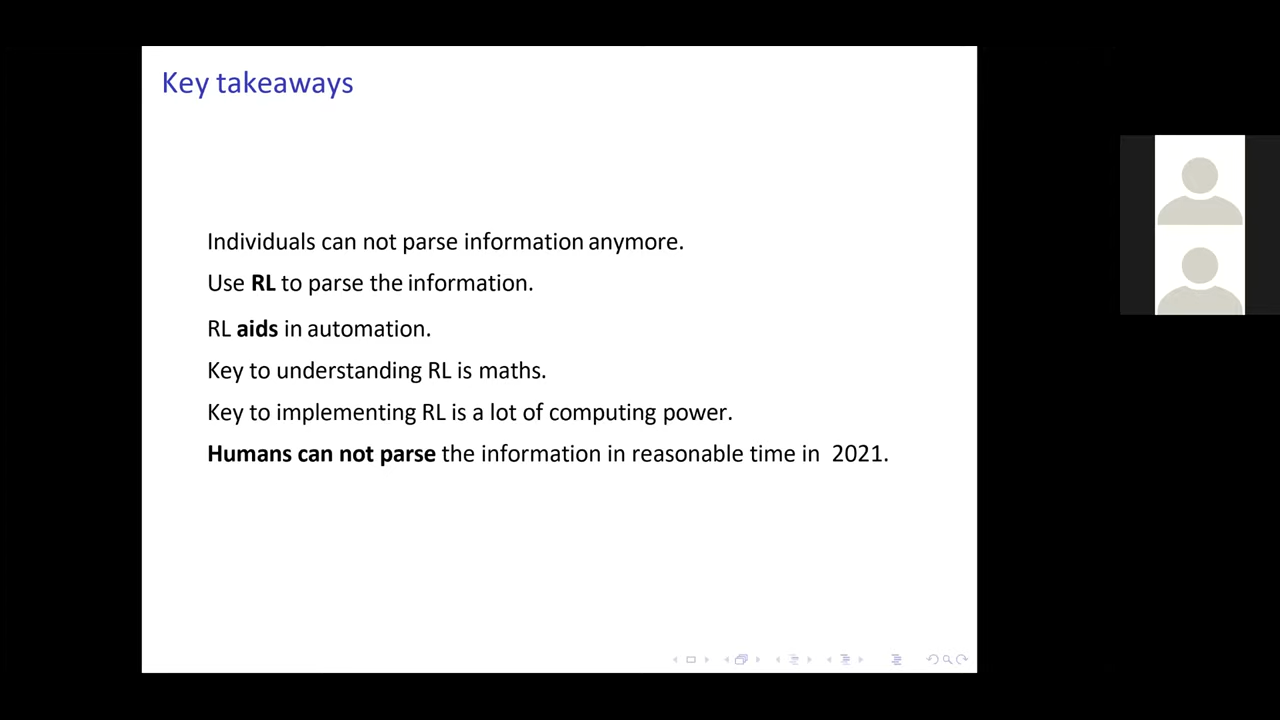 Key takeaways
Individuals can not parse information anymore.
Use RL to parse the information.
RL aids in automation.
Key to understanding RL is maths.
Key to implementing RL is a lot of computing power.
Humans can not parse the information in reasonable time in 2021.